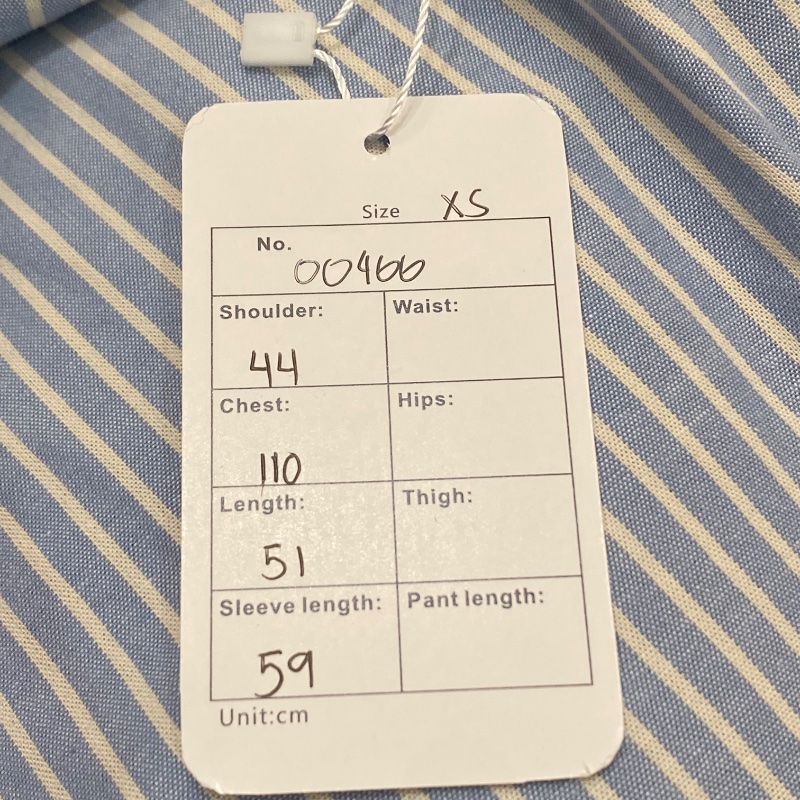 Size XS
No.
00466
Shoulder: Waist:
44
Chest: Hips:
110
Length: Thigh:
51
Sleeve length: Pant length:
59
Unit:cm